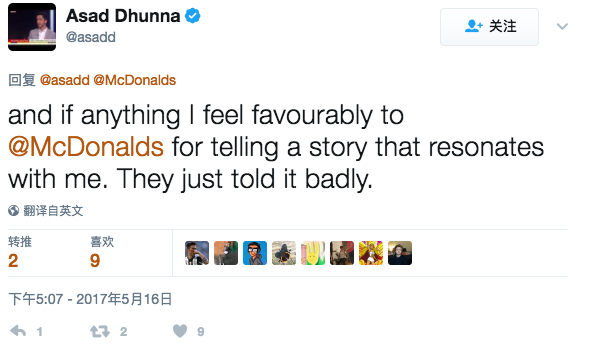 Asad Dhunna
@asadd
关注
回复 @asadd @McDonalds
and if anything I feel favourably to
@McDonalds for telling a story that resonates
with me. They just told it badly.
翻译自英文
转推 喜欢
2 9
下午5:07 - 2017年5月16日
1 2 9